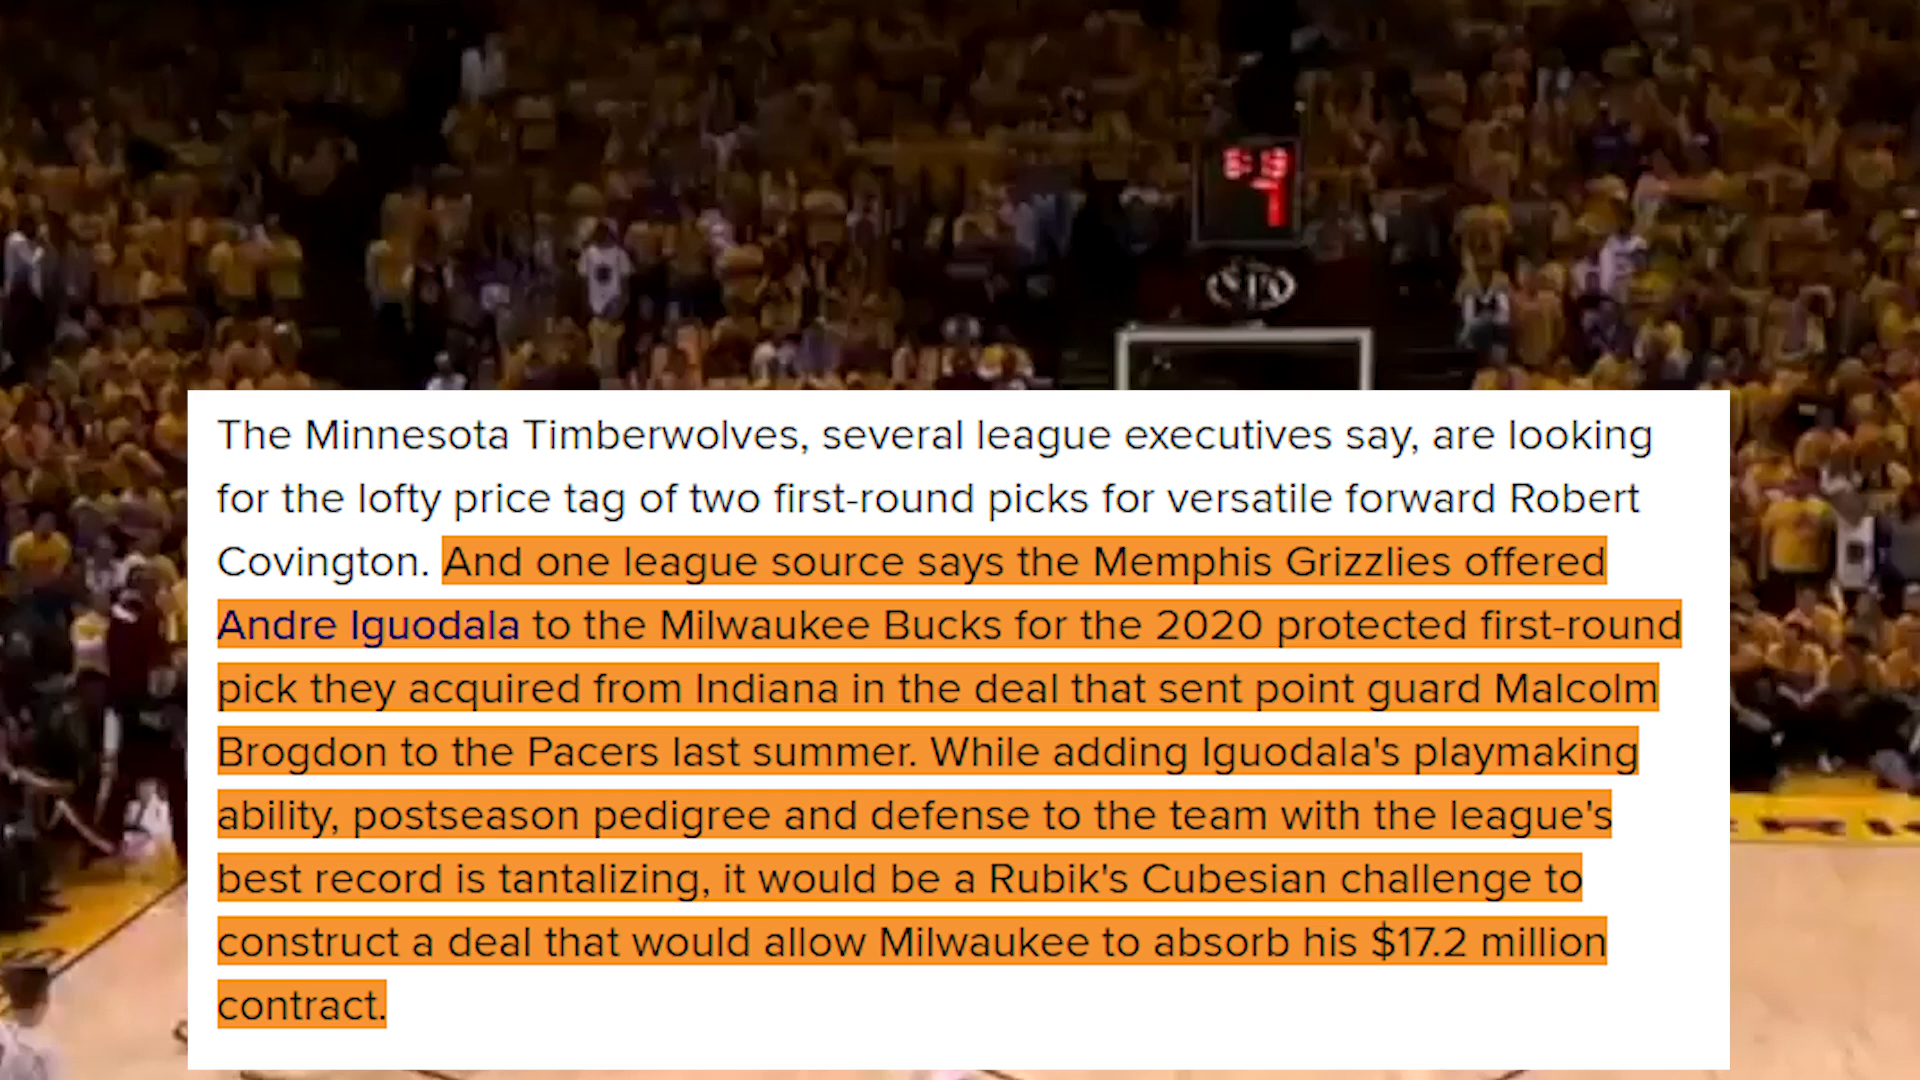 The Minnesota Timberwolves, several league executives say, are looking
for the lofty price tag of two first-round picks for versatile forward Robert
Covington. And one league source says the Memphis Grizzlies offered
Andre Iguodala to the Milwaukee Bucks for the 2020 protected first-round
pick they acquired from Indiana in the deal that sent point guard Malcolm
Brogdon to the Pacers last summer. While adding Iguodala's playmaking
ability, postseason pedigree and defense to the team with the league's
best record is tantalizing, it would be a Rubik's Cubesian challenge to
construct a deal that would allow Milwaukee to absorb his $17.2 million
contract.